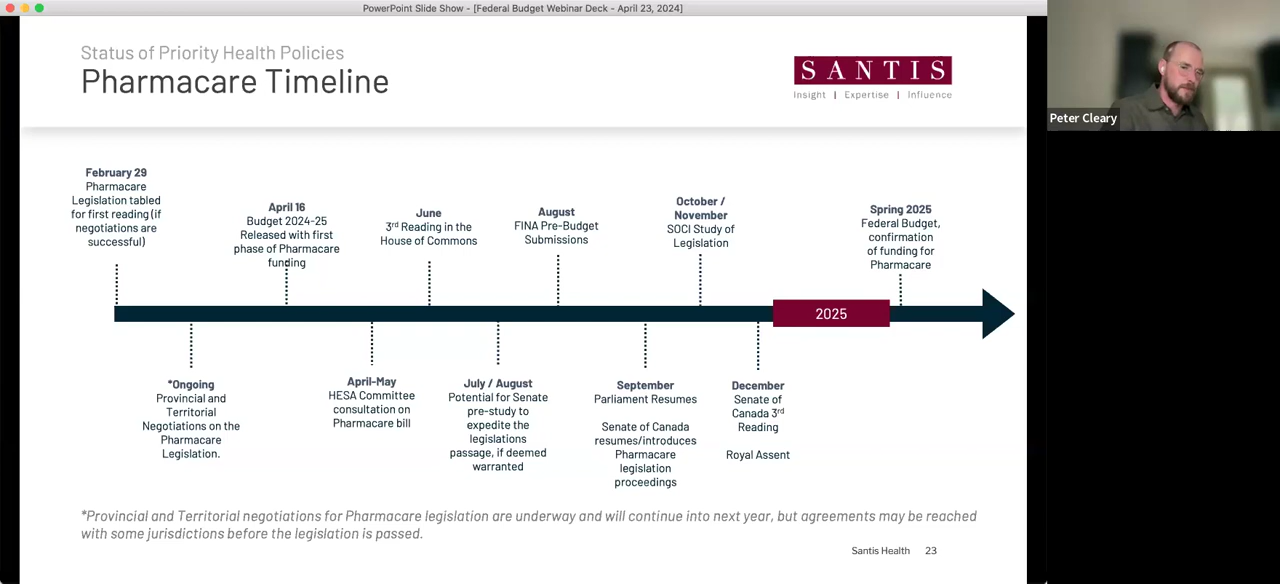 PowerPoint Slide Show - [Federal Budget Webinar Deck - April 23, 2024]
Status of Priority Health Policies
Pharmacare Timeline
SANTIS
Insight | Expertise | Influence
Peter Cleary
February 29
Pharmacare
Legislation tabled
for first reading (if
negotiations are
successful)
April 16
Budget 2024-25
Released with first
phase of Pharmacare
funding
June
3rd Reading in the
House of Commons
August
FINA Pre-Budget
Submissions
October /
November
SOCI Study of
Legislation
Spring 2025
Federal Budget,
confirmation
of funding for
Pharmacare
2025
*Ongoing
Provincial and
Territorial
Negotiations on the
Pharmacare
Legislation.
April-May
HESA Committee
consultation on
Pharmacare bill
July / August
Potential for Senate
pre-study to
expedite the
legislations
passage, if deemed
warranted
September
Parliament Resumes
Senate of Canada
resumes/introduces
Pharmacare
legislation
proceedings
December
Senate of
Canada 3rd
Reading
Royal Assent
*Provincial and Territorial negotiations for Pharmacare legislation are underway and will continue into next year, but agreements may be reached
with some jurisdictions before the legislation is passed.
Santis Health 23